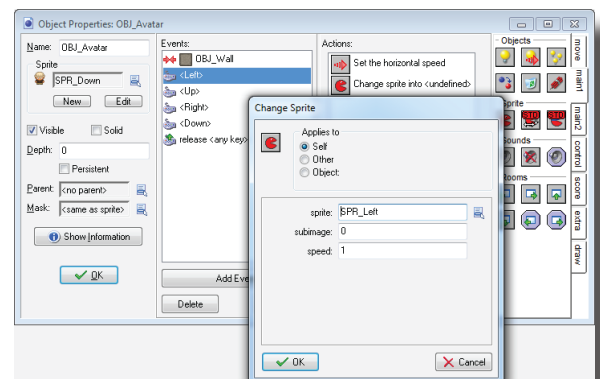 Object Properties: OBJ_Avatar
Name: OBJ_Avatar
Sprite
SPR_Down
New Edit
Visible Solid
Depth: 0
Persistent
Parent: <no parent>
Mask: <same as sprite>
Show Information
OK
Events:
OBJ_Wall
<Left>
<Up>
<Right>
<Down>
release <any key>
Add Eve
Delete
Actions:
Set the horizontal speed
Change sprite into <undefined>
Change Sprite
Applies to
Self
Other
Object:
sprite: SPR_Left
subimage: 0
speed: 1
OK Cancel
Objects
prite
ounds
ooms
move
main1
main2
control
score
extra
draw